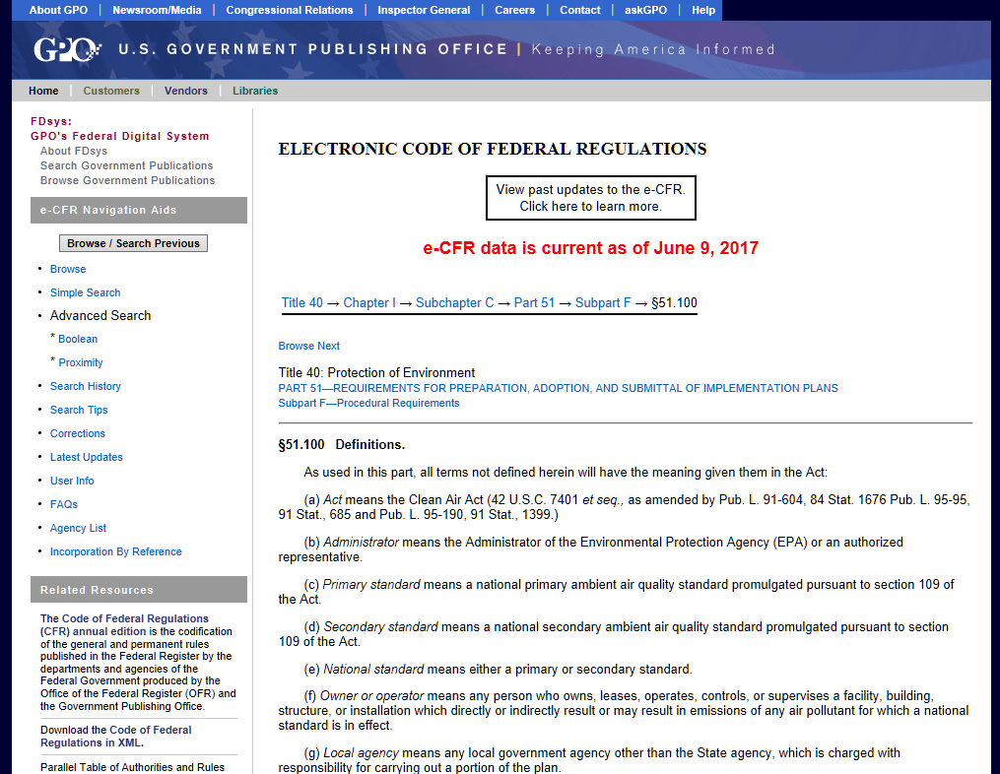 About GPO | Newsroom/Media | Congressional Relations | Inspector General | Careers | Contact | askGPO | Help
GPO U.S. GOVERNMENT PUBLISHING OFFICE | Keeping America Informed
Home | Customers | Vendors | Libraries
FDsys:
GPO's Federal Digital System
About FDsys
Search Government Publications
Browse Government Publications
e-CFR Navigation Aids
Browse / Search Previous
• Browse
• Simple Search
• Advanced Search
* Boolean
* Proximity
• Search History
• Search Tips
• Corrections
• Latest Updates
• User Info
• FAQs
• Agency List
• Incorporation By Reference
Related Resources
The Code of Federal Regulations
(CFR) annual edition is the codification
of the general and permanent rules
published in the Federal Register by the
departments and agencies of the
Federal Government produced by the
Office of the Federal Register (OFR) and
the Government Publishing Office.
Download the Code of Federal
Regulations in XML.
Parallel Table of Authorities and Rules
ELECTRONIC CODE OF FEDERAL REGULATIONS
View past updates to the e-CFR.
Click here to learn more.
e-CFR data is current as of June 9, 2017
Title 40 → Chapter I → Subchapter C → Part 51 → Subpart F → §51.100
Browse Next
Title 40: Protection of Environment
PART 51—REQUIREMENTS FOR PREPARATION, ADOPTION, AND SUBMITTAL OF IMPLEMENTATION PLANS
Subpart F—Procedural Requirements
§51.100 Definitions.
As used in this part, all terms not defined herein will have the meaning given them in the Act:
(a) Act means the Clean Air Act (42 U.S.C. 7401 et seq., as amended by Pub. L. 91-604, 84 Stat. 1676 Pub. L. 95-95,
91 Stat., 685 and Pub. L. 95-190, 91 Stat., 1399.)
(b) Administrator means the Administrator of the Environmental Protection Agency (EPA) or an authorized
representative.
(c) Primary standard means a national primary ambient air quality standard promulgated pursuant to section 109 of
the Act.
(d) Secondary standard means a national secondary ambient air quality standard promulgated pursuant to section
109 of the Act.
(e) National standard means either a primary or secondary standard.
(f) Owner or operator means any person who owns, leases, operates, controls, or supervises a facility, building,
structure, or installation which directly or indirectly result or may result in emissions of any air pollutant for which a national
standard is in effect.
(g) Local agency means any local government agency other than the State agency, which is charged with
responsibility for carrying out a portion of the plan.